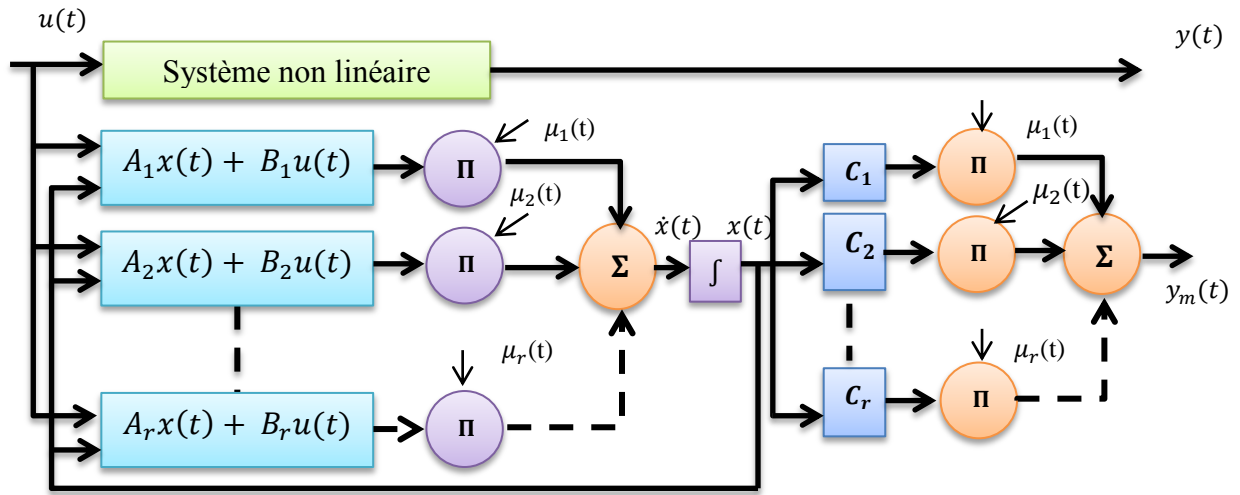 u(t)
y(t)
Système non linéaire
A₁x(t) + B₁u(t)
Π
μ₁(t)
C₁
Π
μ₁(t)
A₂x(t) + B₂u(t)
Π
μ₂(t)
Σ
ẋ(t)
∫
x(t)
C₂
Π
μ₂(t)
Σ
yₘ(t)
Aᵣx(t) + Bᵣu(t)
Π
μᵣ(t)
Cᵣ
Π
μᵣ(t)